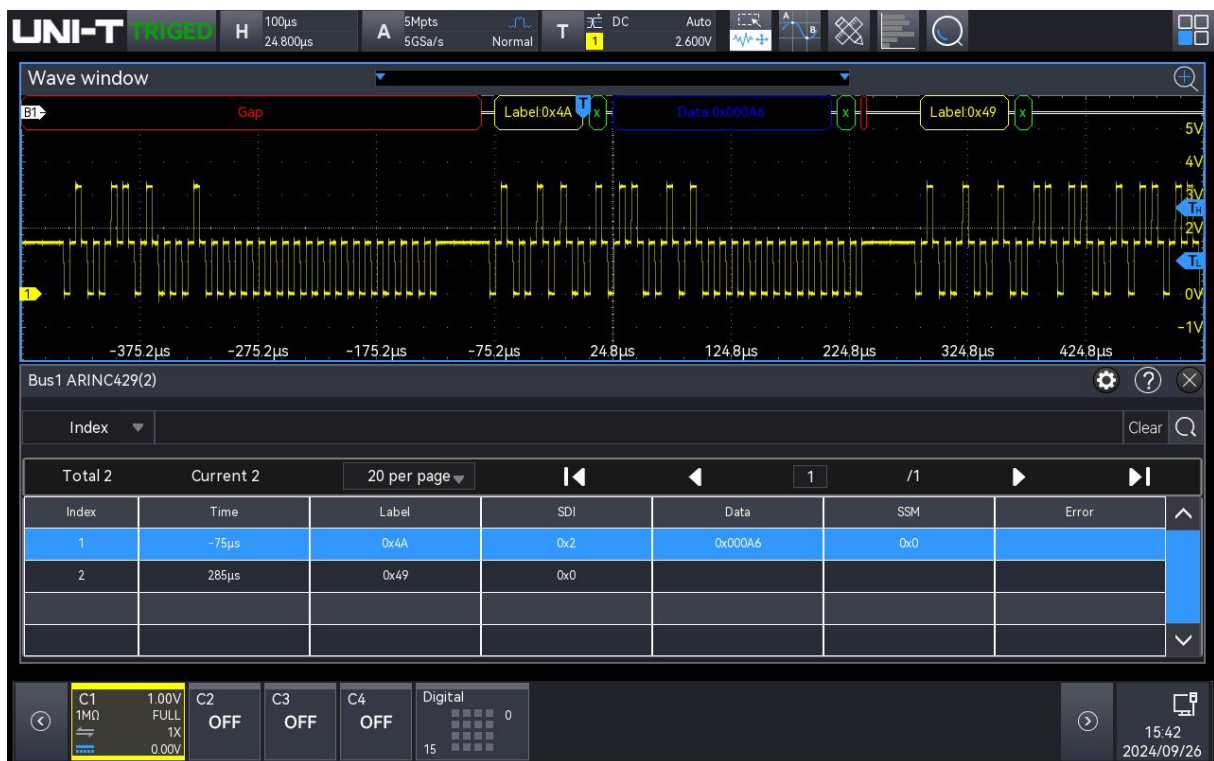 UNI-T TRIGED H 100μs 24.800μs A 5Mpts 5GSa/s Normal T DC 1 Auto 2.600V A B
Wave window
B1 Gap Label:0x4A T x Data:0x000A6 x Label:0x49 x
5V
4V
3V
TH
2V
TL
1 0V
-1V
-375.2μs -275.2μs -175.2μs -75.2μs 24.8μs 124.8μs 224.8μs 324.8μs 424.8μs
Bus1 ARINC429(2) ?
Index Clear
Total 2 Current 2 20 per page 1 /1
Index Time Label SDI Data SSM Error
1 -75μs 0x4A 0x2 0x000A6 0x0
2 285μs 0x49 0x0
C1 1.00V C2 C3 C4 Digital
1MΩ FULL OFF OFF OFF 0
1X
0.00V 15
15:42
2024/09/26